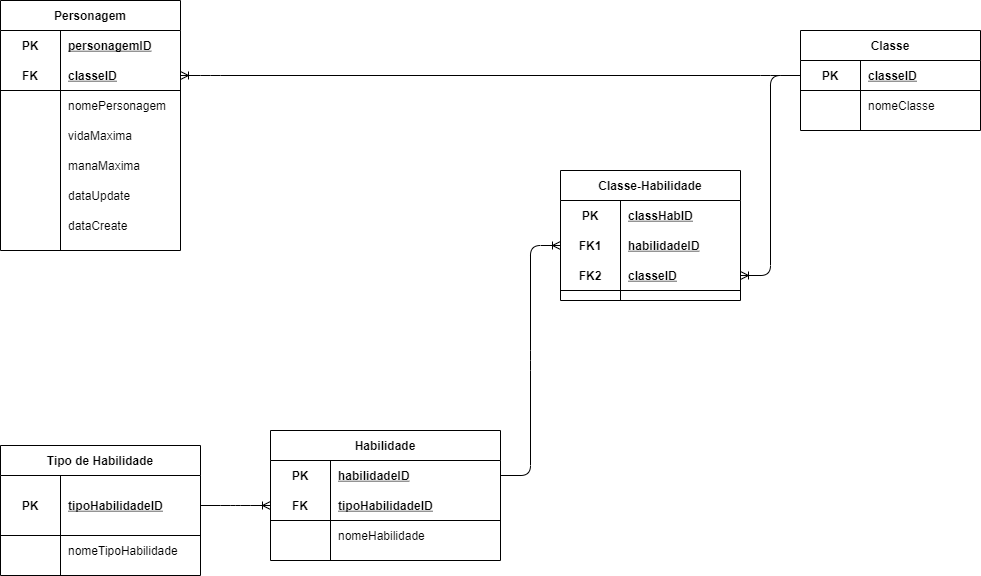 Personagem
PK personagemID
FK classeID
nomePersonagem
vidaMaxima
manaMaxima
dataUpdate
dataCreate
Classe
PK classeID
nomeClasse
Classe-Habilidade
PK classHabID
FK1 habilidadeID
FK2 classeID
Tipo de Habilidade
PK tipoHabilidadeID
nomeTipoHabilidade
Habilidade
PK habilidadeID
FK tipoHabilidadeID
nomeHabilidade